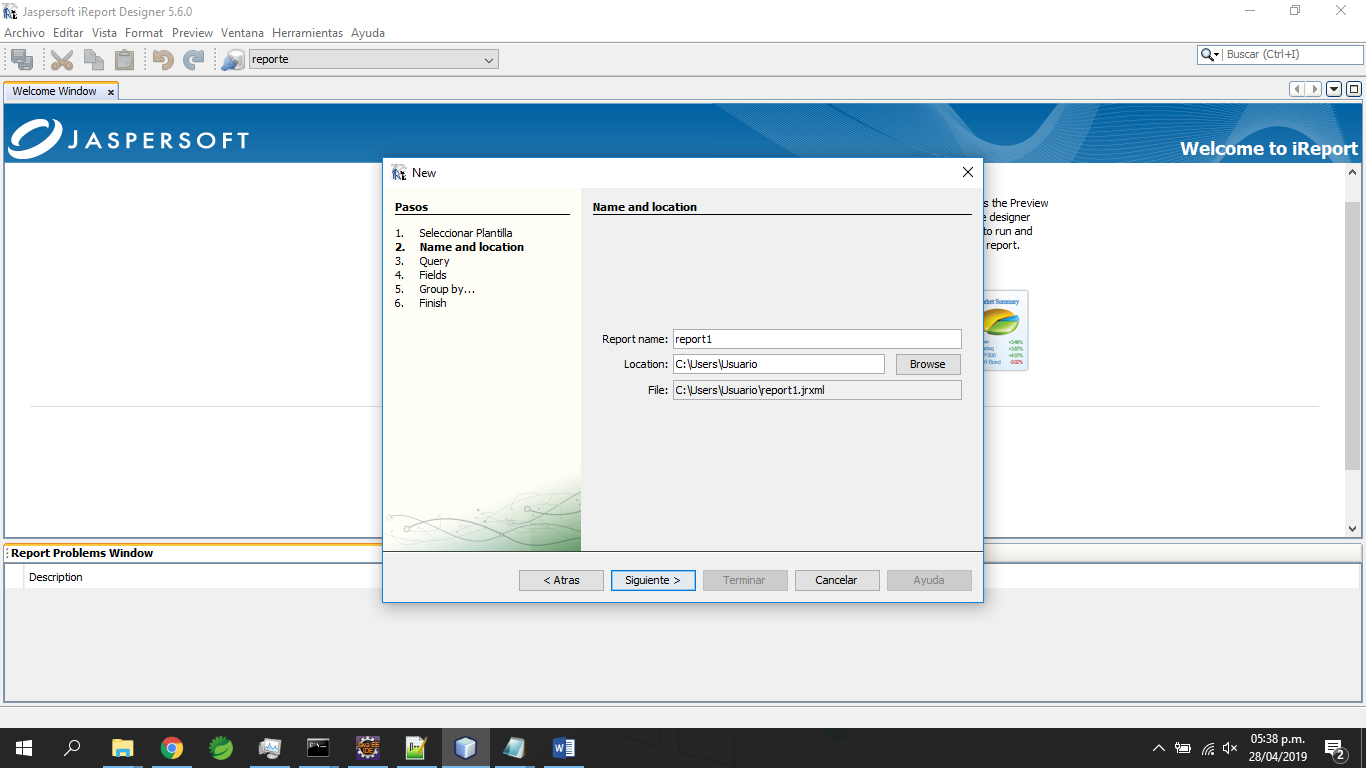 Jaspersoft iReport Designer 5.6.0
Archivo Editar Vista Format Preview Ventana Herramientas Ayuda
reporte
Buscar (Ctrl+I)
Welcome Window
JASPERSOFT
Welcome to iReport
New
Pasos
1. Seleccionar Plantilla
2. Name and location
3. Query
4. Fields
5. Group by...
6. Finish
Name and location
Report name: report1
Location: C:\Users\Usuario Browse
File: C:\Users\Usuario\report1.jrxml
< Atras Siguiente > Terminar Cancelar Ayuda
s the Preview
designer
to run and
report.
Summary
Report Problems Window
Description
05:38 p.m.
28/04/2019
2